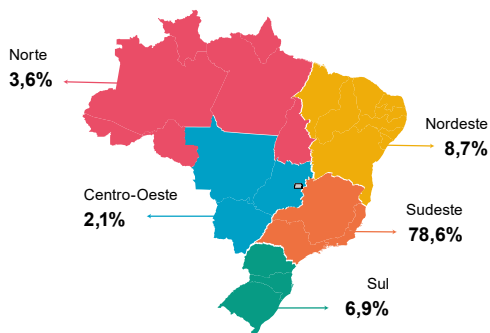 Norte
3,6%
Nordeste
8,7%
Centro-Oeste
2,1%
Sudeste
78,6%
Sul
6,9%